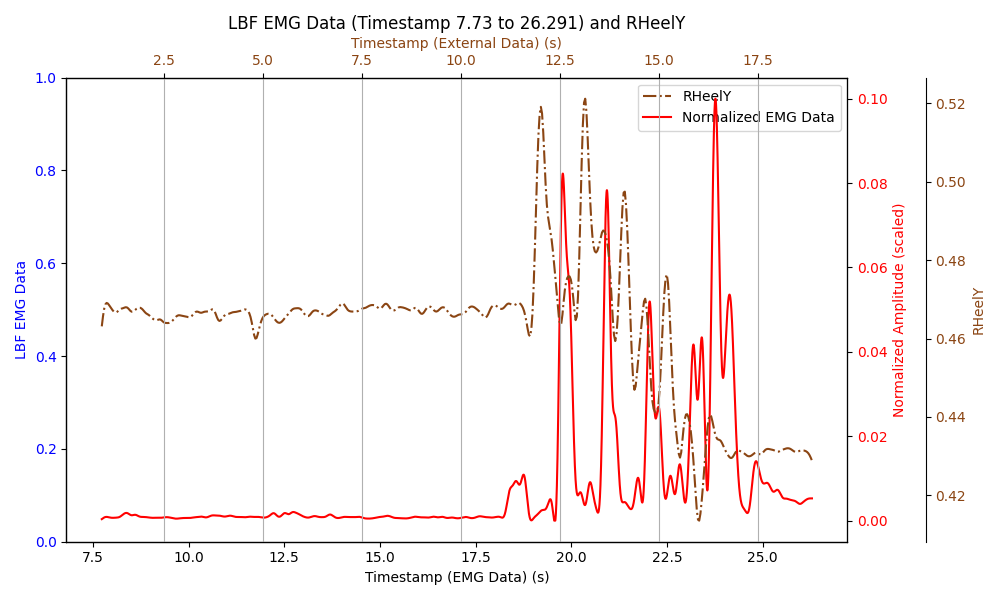 LBF EMG Data (Timestamp 7.73 to 26.291) and RHeelY
Timestamp (External Data) (s)
2.5 5.0 7.5 10.0 12.5 15.0 17.5
RHeelY
Normalized EMG Data
1.0
0.8
0.6
0.4
0.2
0.0
LBF EMG Data
0.10
0.08
0.06
0.04
0.02
0.00
Normalized Amplitude (scaled)
0.52
0.50
0.48
0.46
0.44
0.42
RHeelY
7.5 10.0 12.5 15.0 17.5 20.0 22.5 25.0
Timestamp (EMG Data) (s)